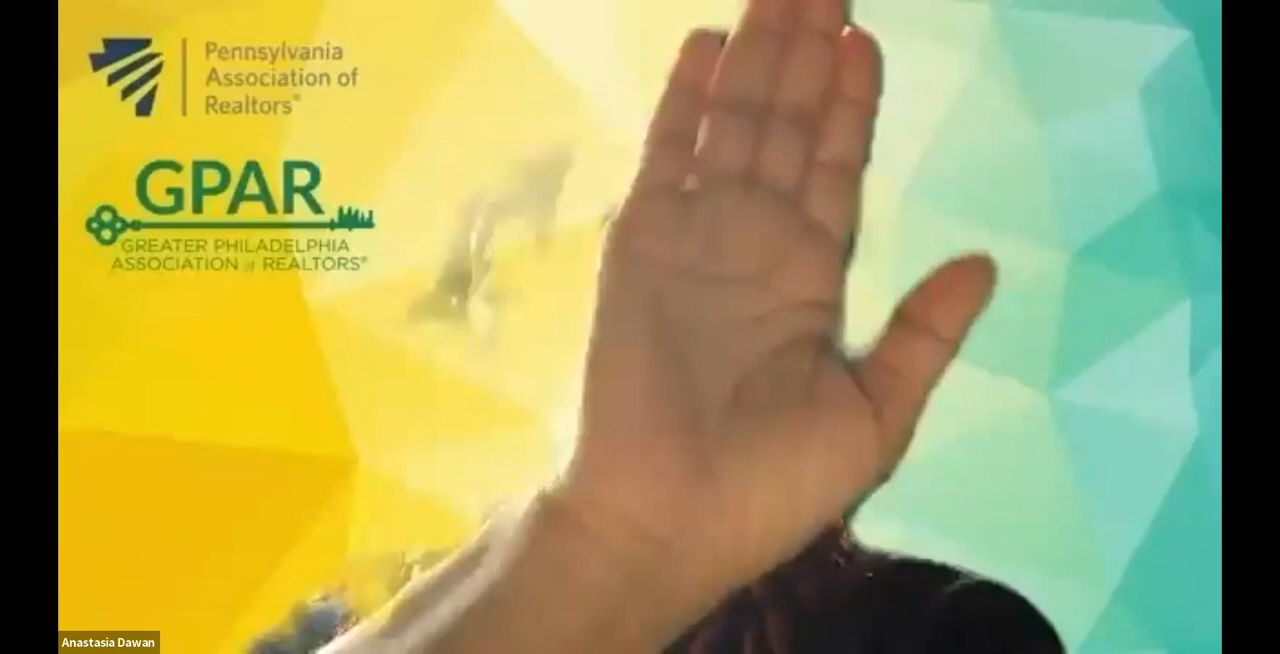 Pennsylvania
Association of
Realtors®
GPAR
GREATER PHILADELPHIA
ASSOCIATION of REALTORS®
Anastasia Dawan